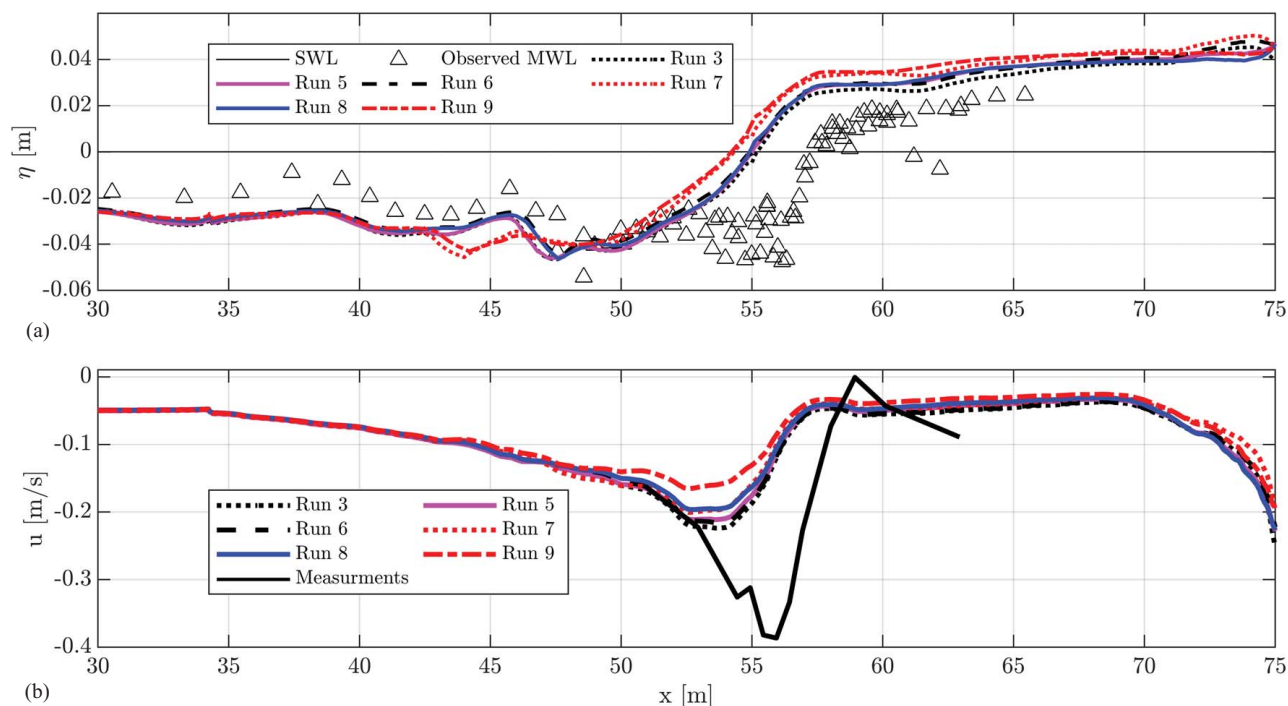 0.04
0.02
0
-0.02
-0.04
-0.06
η [m]
SWL Observed MWL Run 3
Run 5 Run 6 Run 7
Run 8 Run 9
30 35 40 45 50 55 60 65 70 75
(a)
0
-0.1
-0.2
-0.3
-0.4
u [m/s]
Run 3 Run 5
Run 6 Run 7
Run 8 Run 9
Measurments
30 35 40 45 50 55 60 65 70 75
(b)
x [m]